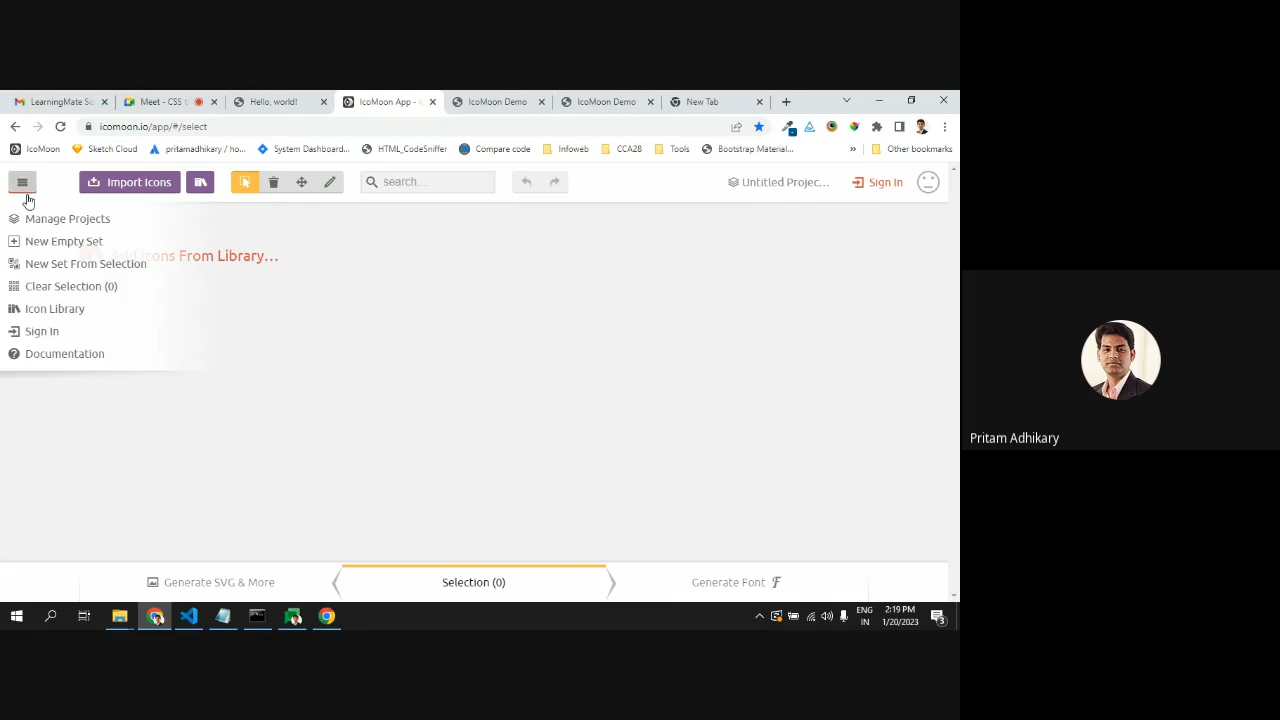 LearningMate So
Meet - CSS t
Hello, world!
IcoMoon App - 
IcoMoon Demo
IcoMoon Demo
New Tab
icomoon.io/app/#/select
IcoMoon
Sketch Cloud
pritamadhikary / ho...
System Dashboard...
HTML_CodeSniffer
Compare code
Infoweb
CCA28
Tools
Bootstrap Material...
»
Other bookmarks
Import Icons
search...
Untitled Projec...
Sign In
Manage Projects
New Empty Set
Icons From Library...
New Set From Selection
Clear Selection (0)
Icon Library
Sign In
Documentation
Generate SVG & More
Selection (0)
Generate Font
ENG
IN
2:19 PM
1/20/2023
3
Pritam Adhikary